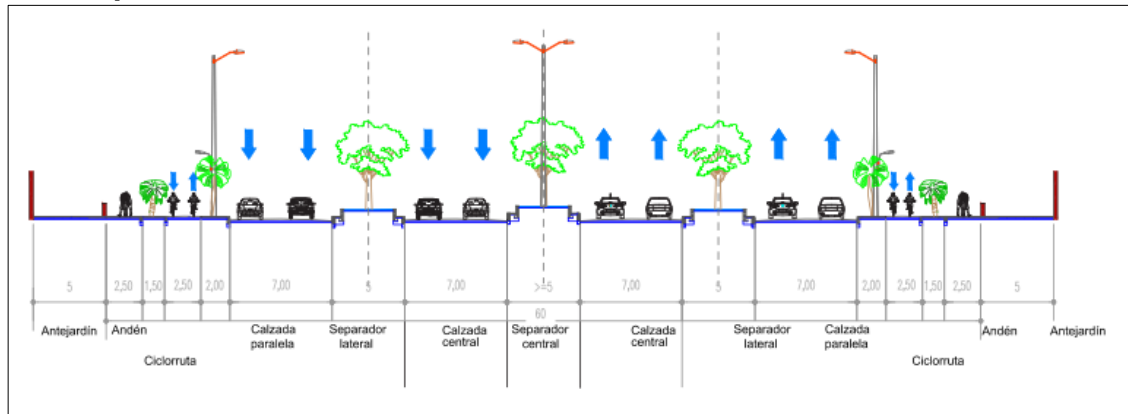 5 2,50 1,50 2,50 2,00 7,00 5 7,00 >=5 7,00 5 7,00 2,00 2,50 1,50 2,50 5
60
Antejardín Andén Calzada paralela Separador lateral Calzada central Separador central Calzada central Separador lateral Calzada paralela Andén Antejardín
Ciclorruta Ciclorruta